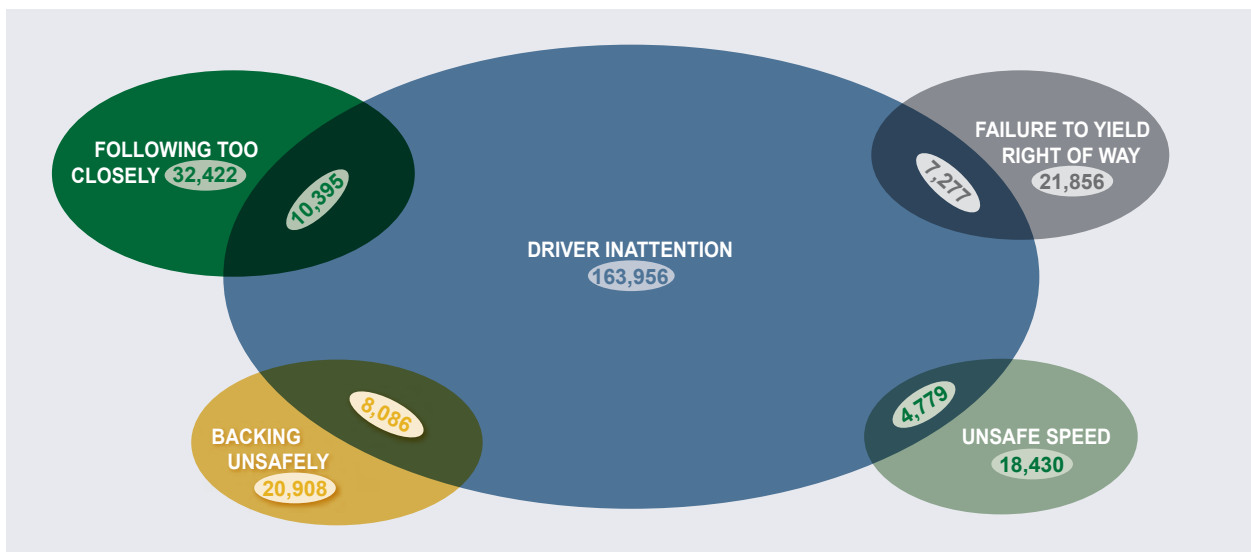 FOLLOWING TOO
CLOSELY 32,422
10,395
FAILURE TO YIELD
RIGHT OF WAY
21,856
7,277
DRIVER INATTENTION
163,956
BACKING
UNSAFELY
20,908
8,086
4,779
UNSAFE SPEED
18,430